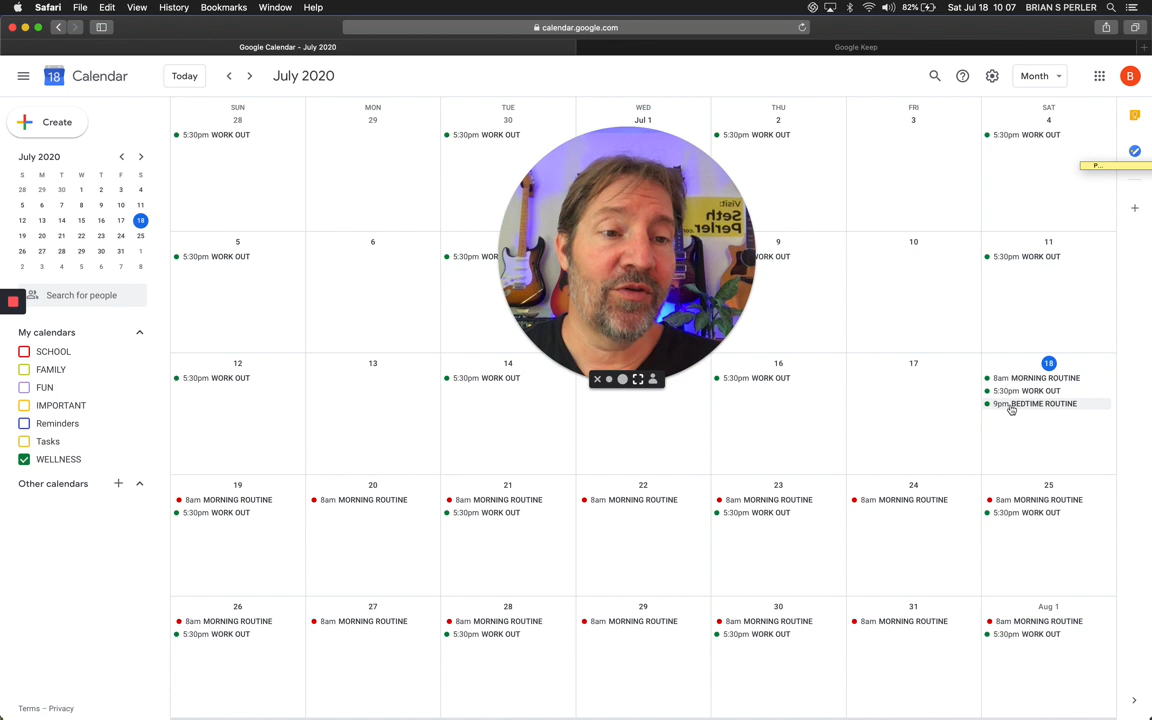 Safari File Edit View History Bookmarks Window Help 82% Sat Jul 18 10 07 BRIAN S PERLER
calendar.google.com
Google Calendar - July 2020 Google Keep
18 Calendar Today July 2020 Month B
Create
July 2020
S M T W T F S
28 29 30 1 2 3 4
5 6 7 8 9 10 11
12 13 14 15 16 17 18
19 20 21 22 23 24 25
26 27 28 29 30 31 1
2 3 4 5 6 7 8
Search for people
My calendars
SCHOOL
FAMILY
FUN
IMPORTANT
Reminders
Tasks
WELLNESS
Other calendars
Terms – Privacy
SUN MON TUE WED THU FRI SAT
28 29 30 Jul 1 2 3 4
5:30pm WORK OUT 5:30pm WORK OUT 5:30pm WORK OUT 5:30pm WORK OUT
P...
Visit:
Seth
Perler
.com
5 6 9 10 11
5:30pm WORK OUT 5:30pm WOR ORK OUT 5:30pm WORK OUT
12 13 14 16 17 18
5:30pm WORK OUT 5:30pm WORK OUT 5:30pm WORK OUT 8am MORNING ROUTINE
5:30pm WORK OUT
9pm BEDTIME ROUTINE
19 20 21 22 23 24 25
8am MORNING ROUTINE 8am MORNING ROUTINE 8am MORNING ROUTINE 8am MORNING ROUTINE 8am MORNING ROUTINE 8am MORNING ROUTINE 8am MORNING ROUTINE
5:30pm WORK OUT 5:30pm WORK OUT 5:30pm WORK OUT 5:30pm WORK OUT
26 27 28 29 30 31 Aug 1
8am MORNING ROUTINE 8am MORNING ROUTINE 8am MORNING ROUTINE 8am MORNING ROUTINE 8am MORNING ROUTINE 8am MORNING ROUTINE 8am MORNING ROUTINE
5:30pm WORK OUT 5:30pm WORK OUT 5:30pm WORK OUT 5:30pm WORK OUT